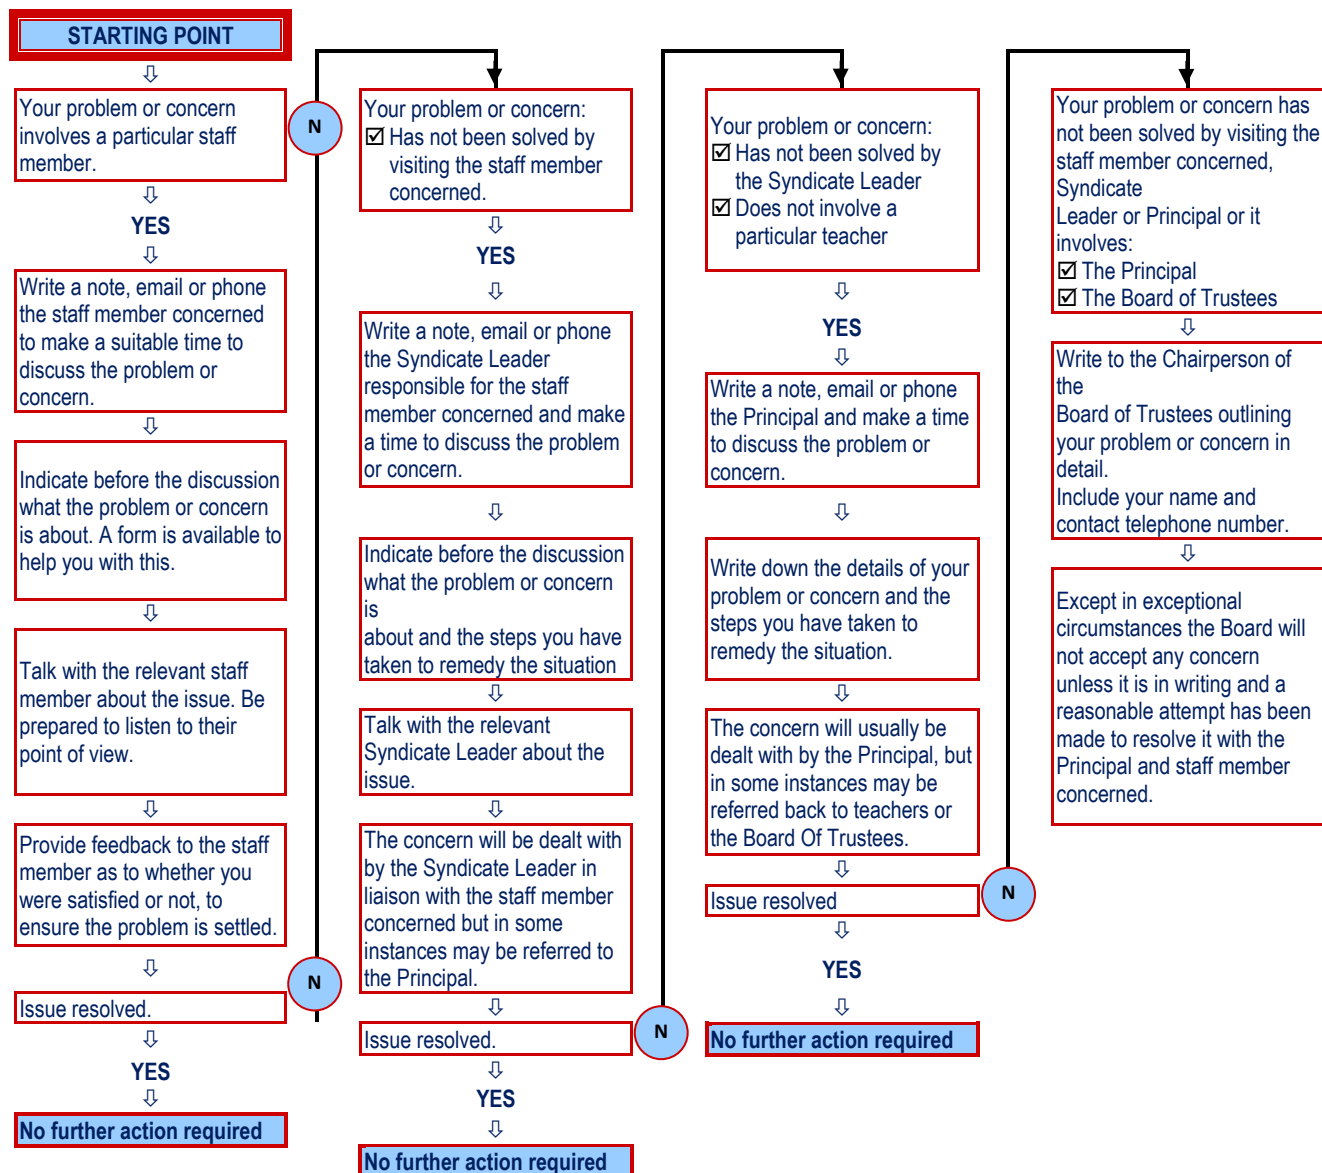 STARTING POINT
Your problem or concern
involves a particular staff
member.
YES
Write a note, email or phone
the staff member concerned
to make a suitable time to
discuss the problem or
concern.
Indicate before the discussion
what the problem or concern
is about. A form is available to
help you with this.
Talk with the relevant staff
member about the issue. Be
prepared to listen to their
point of view.
Provide feedback to the staff
member as to whether you
were satisfied or not, to
ensure the problem is settled.
Issue resolved.
YES
No further action required
N
N
Your problem or concern:
Has not been solved by
visiting the staff member
concerned.
YES
Write a note, email or phone
the Syndicate Leader
responsible for the staff
member concerned and make
a time to discuss the problem
or concern.
Indicate before the discussion
what the problem or concern
is
about and the steps you have
taken to remedy the situation
Talk with the relevant
Syndicate Leader about the
issue.
The concern will be dealt with
by the Syndicate Leader in
liaison with the staff member
concerned but in some
instances may be referred to
the Principal.
Issue resolved.
YES
No further action required
N
Your problem or concern:
Has not been solved by
the Syndicate Leader
Does not involve a
particular teacher
YES
Write a note, email or phone
the Principal and make a time
to discuss the problem or
concern.
Write down the details of your
problem or concern and the
steps you have taken to
remedy the situation.
The concern will usually be
dealt with by the Principal, but
in some instances may be
referred back to teachers or
the Board Of Trustees.
Issue resolved
YES
No further action required
N
Your problem or concern has
not been solved by visiting the
staff member concerned,
Syndicate
Leader or Principal or it
involves:
The Principal
The Board of Trustees
Write to the Chairperson of
the
Board of Trustees outlining
your problem or concern in
detail.
Include your name and
contact telephone number.
Except in exceptional
circumstances the Board will
not accept any concern
unless it is in writing and a
reasonable attempt has been
made to resolve it with the
Principal and staff member
concerned.